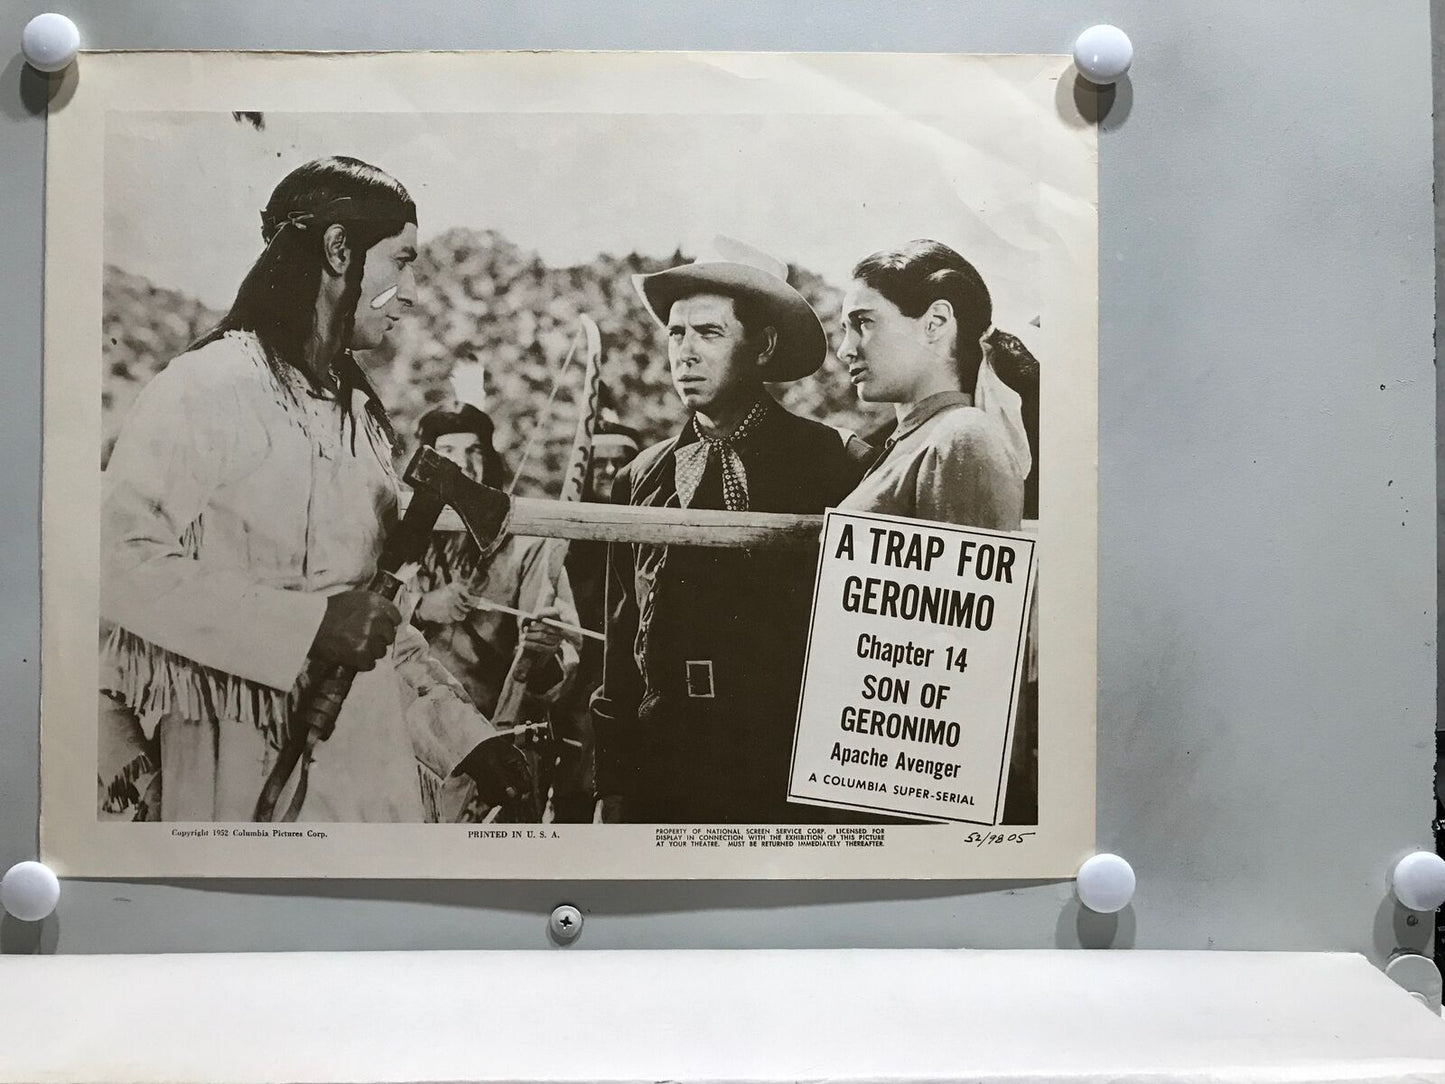 A TRAP FOR
GERONIMO
Chapter 14
SON OF
GERONIMO
Apache Avenger
A COLUMBIA SUPER-SERIAL
Copyright 1952 Columbia Pictures Corp.
PRINTED IN U. S. A.
PROPERTY OF NATIONAL SCREEN SERVICE CORP. LICENSED FOR
DISPLAY IN CONNECTION WITH THE EXHIBITION OF THIS PICTURE
AT YOUR THEATRE. MUST BE RETURNED IMMEDIATELY THEREAFTER.
52/98 05